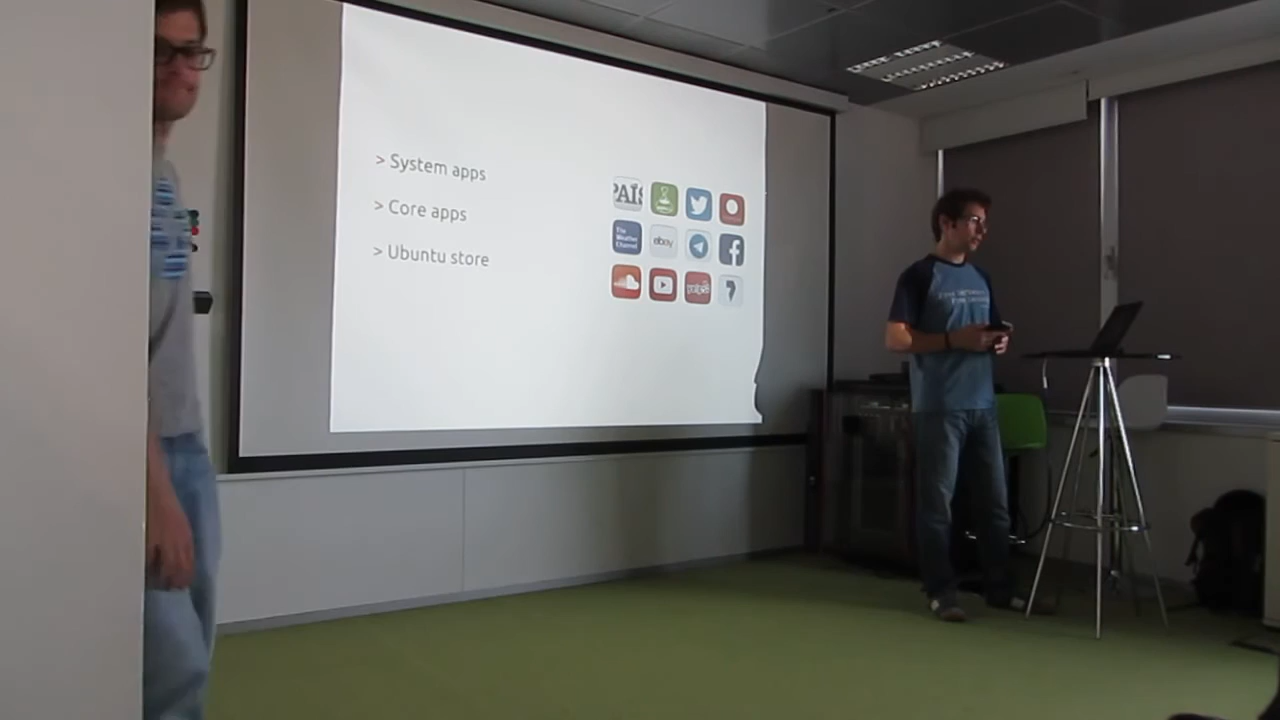 > System apps
> Core apps
> Ubuntu store
PAÍS
The
Weather
Channel
ebay